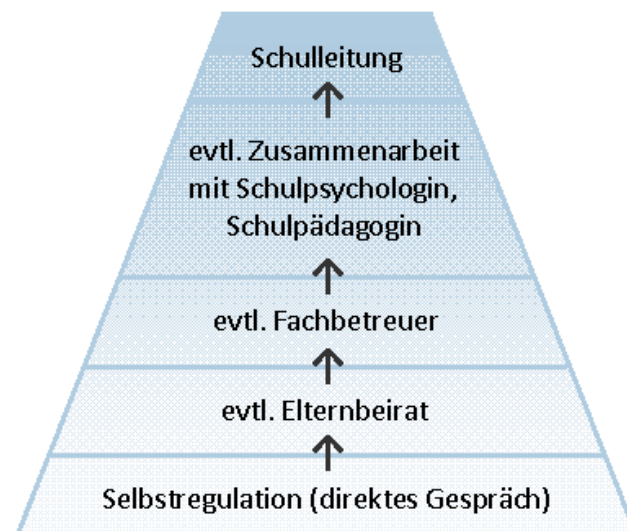 Schulleitung
evtl. Zusammenarbeit
mit Schulpsychologin,
Schulpädagogin
evtl. Fachbetreuer
evtl. Elternbeirat
Selbstregulation (direktes Gespräch)